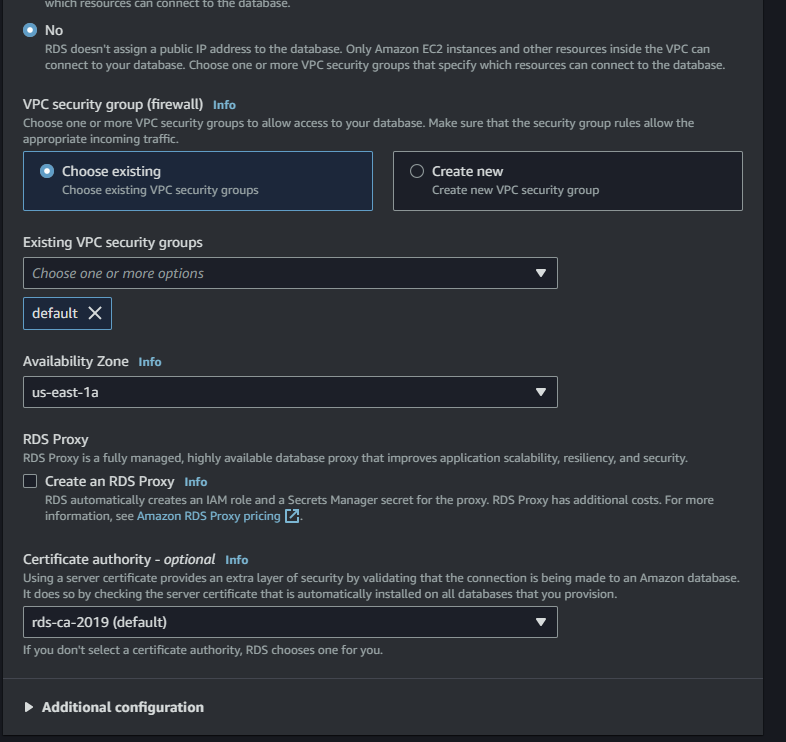 which resources can connect to the database.
No
RDS doesn't assign a public IP address to the database. Only Amazon EC2 instances and other resources inside the VPC can
connect to your database. Choose one or more VPC security groups that specify which resources can connect to the database.
VPC security group (firewall) Info
Choose one or more VPC security groups to allow access to your database. Make sure that the security group rules allow the
appropriate incoming traffic.
Choose existing
Choose existing VPC security groups
Create new
Create new VPC security group
Existing VPC security groups
Choose one or more options
default
Availability Zone Info
us-east-1a
RDS Proxy
RDS Proxy is a fully managed, highly available database proxy that improves application scalability, resiliency, and security.
Create an RDS Proxy Info
RDS automatically creates an IAM role and a Secrets Manager secret for the proxy. RDS Proxy has additional costs. For more
information, see Amazon RDS Proxy pricing.
Certificate authority - optional Info
Using a server certificate provides an extra layer of security by validating that the connection is being made to an Amazon database.
It does so by checking the server certificate that is automatically installed on all databases that you provision.
rds-ca-2019 (default)
If you don't select a certificate authority, RDS chooses one for you.
Additional configuration